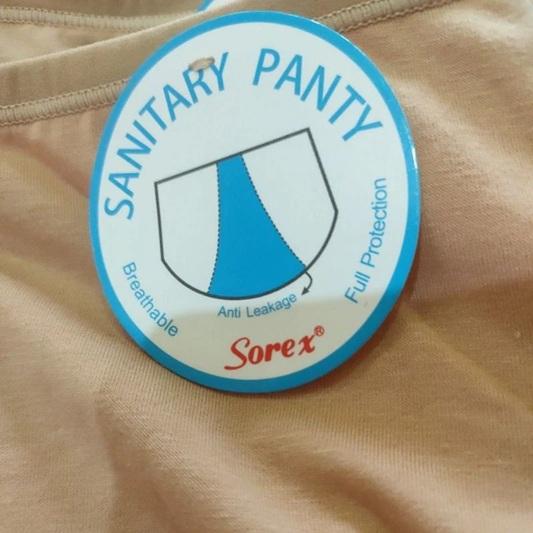 SANITARY PANTY
Breathable
Anti Leakage
Full Protection
Sorex®